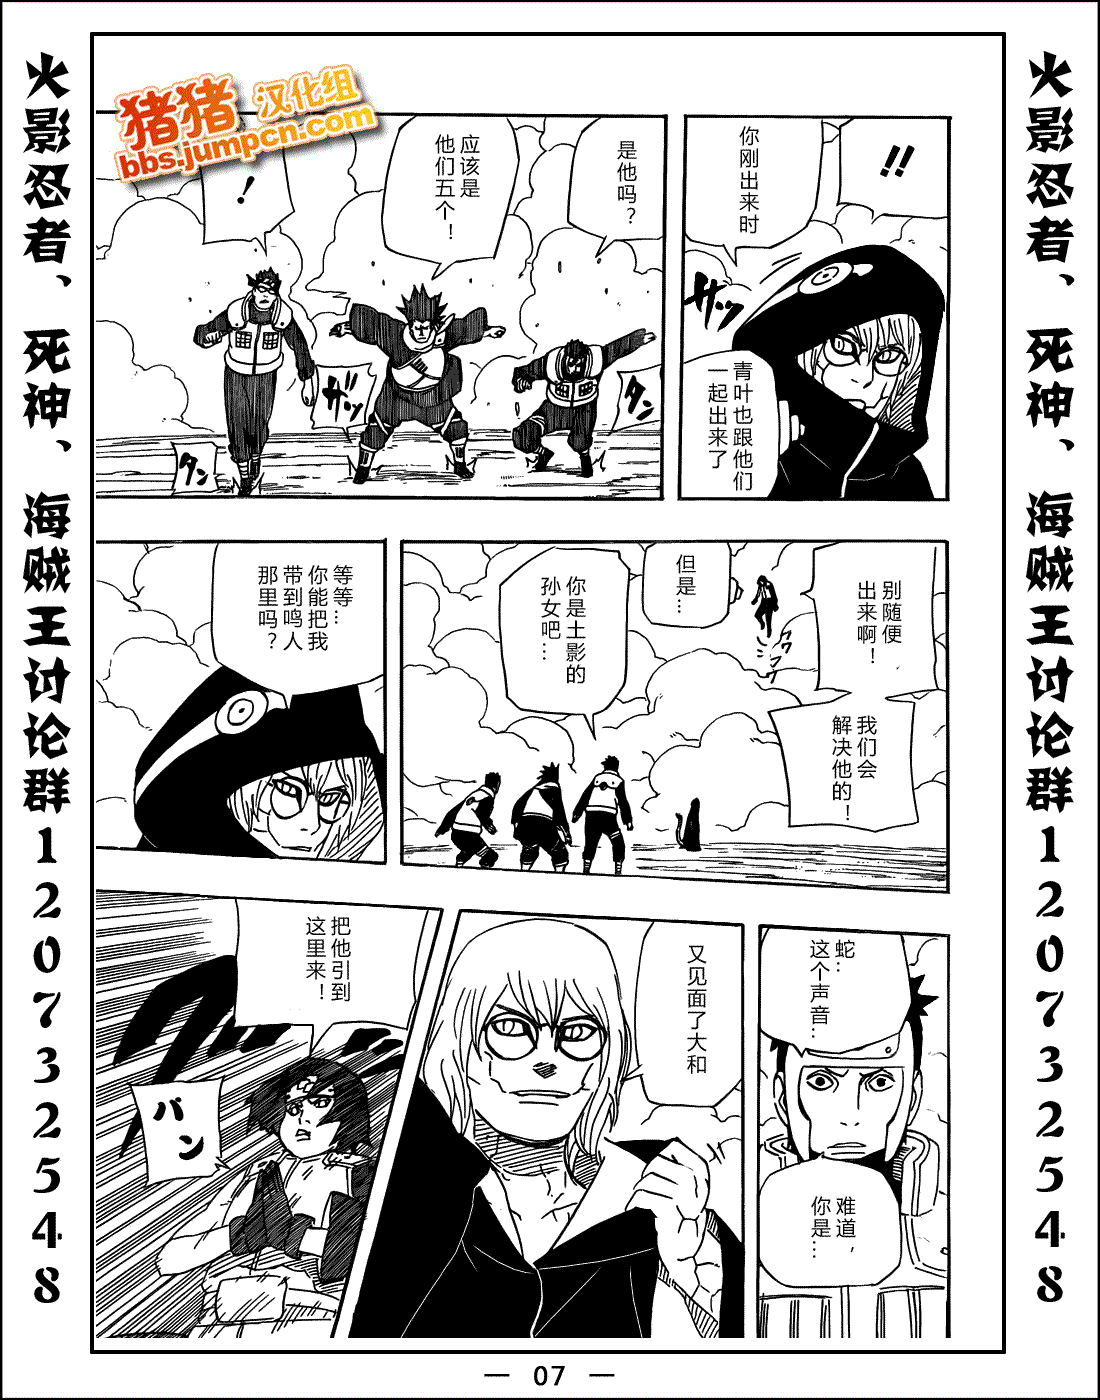 火影忍者、死神、海贼王讨论群120732548
猪猪汉化组
bbs.jumpcn.com
!!
你刚出来时
ザッ
青叶也跟他们
一起出来了
是他吗?
应该是
他们五个!
!
ザッ
ザッ
タン
别随便
出来啊!
我们会
解决他的!
但是…
ワワッ
你是土影的
孙女吧…
等等…
你能把我
带到鸣人
那里吗?
蛇…
这个声音…
难道,
你是…
又见面了大和
把他引到
这里来!
パン
火影忍者、死神、海贼王讨论群120732548
— 07 —